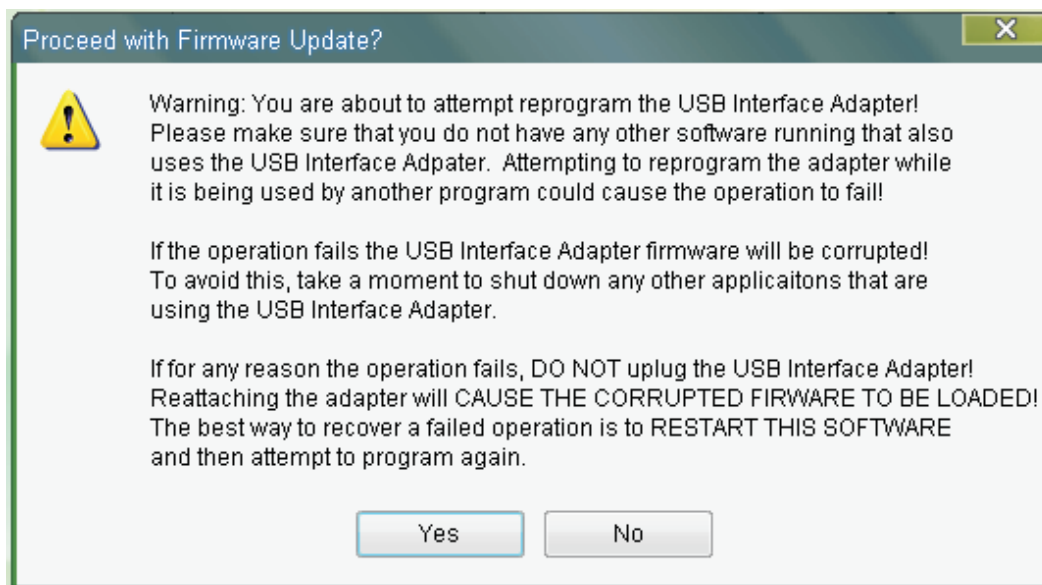 Proceed with Firmware Update?
Warning: You are about to attempt reprogram the USB Interface Adapter!
Please make sure that you do not have any other software running that also
uses the USB Interface Adpater.  Attempting to reprogram the adapter while
it is being used by another program could cause the operation to fail!
If the operation fails the USB Interface Adapter firmware will be corrupted!
To avoid this, take a moment to shut down any other applicaitons that are
using the USB Interface Adapter.
If for any reason the operation fails, DO NOT uplug the USB Interface Adapter!
Reattaching the adapter will CAUSE THE CORRUPTED FIRWARE TO BE LOADED!
The best way to recover a failed operation is to RESTART THIS SOFTWARE
and then attempt to program again.
Yes No